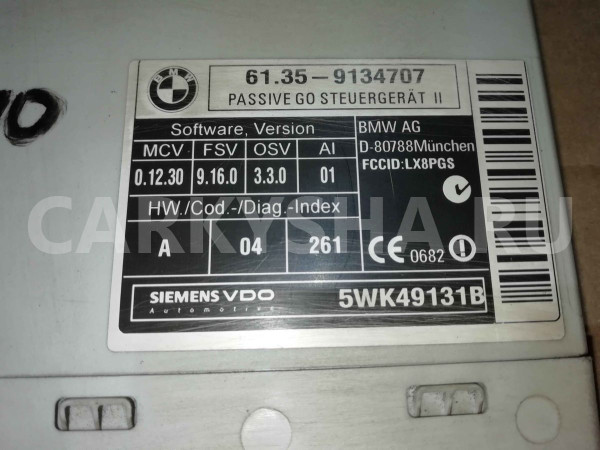 BMW
61.35-9134707
PASSIVE GO STEUERGERÄT II
Software, Version
MCV FSV OSV AI
0.12.30 9.16.0 3.3.0 01
HW./Cod.-/Diag.-Index
A 04 261
BMW AG
D-80788München
FCCID:LX8PGS
CE 0682
SIEMENS VDO
Automotive
5WK49131B
CARKYSHA.RU